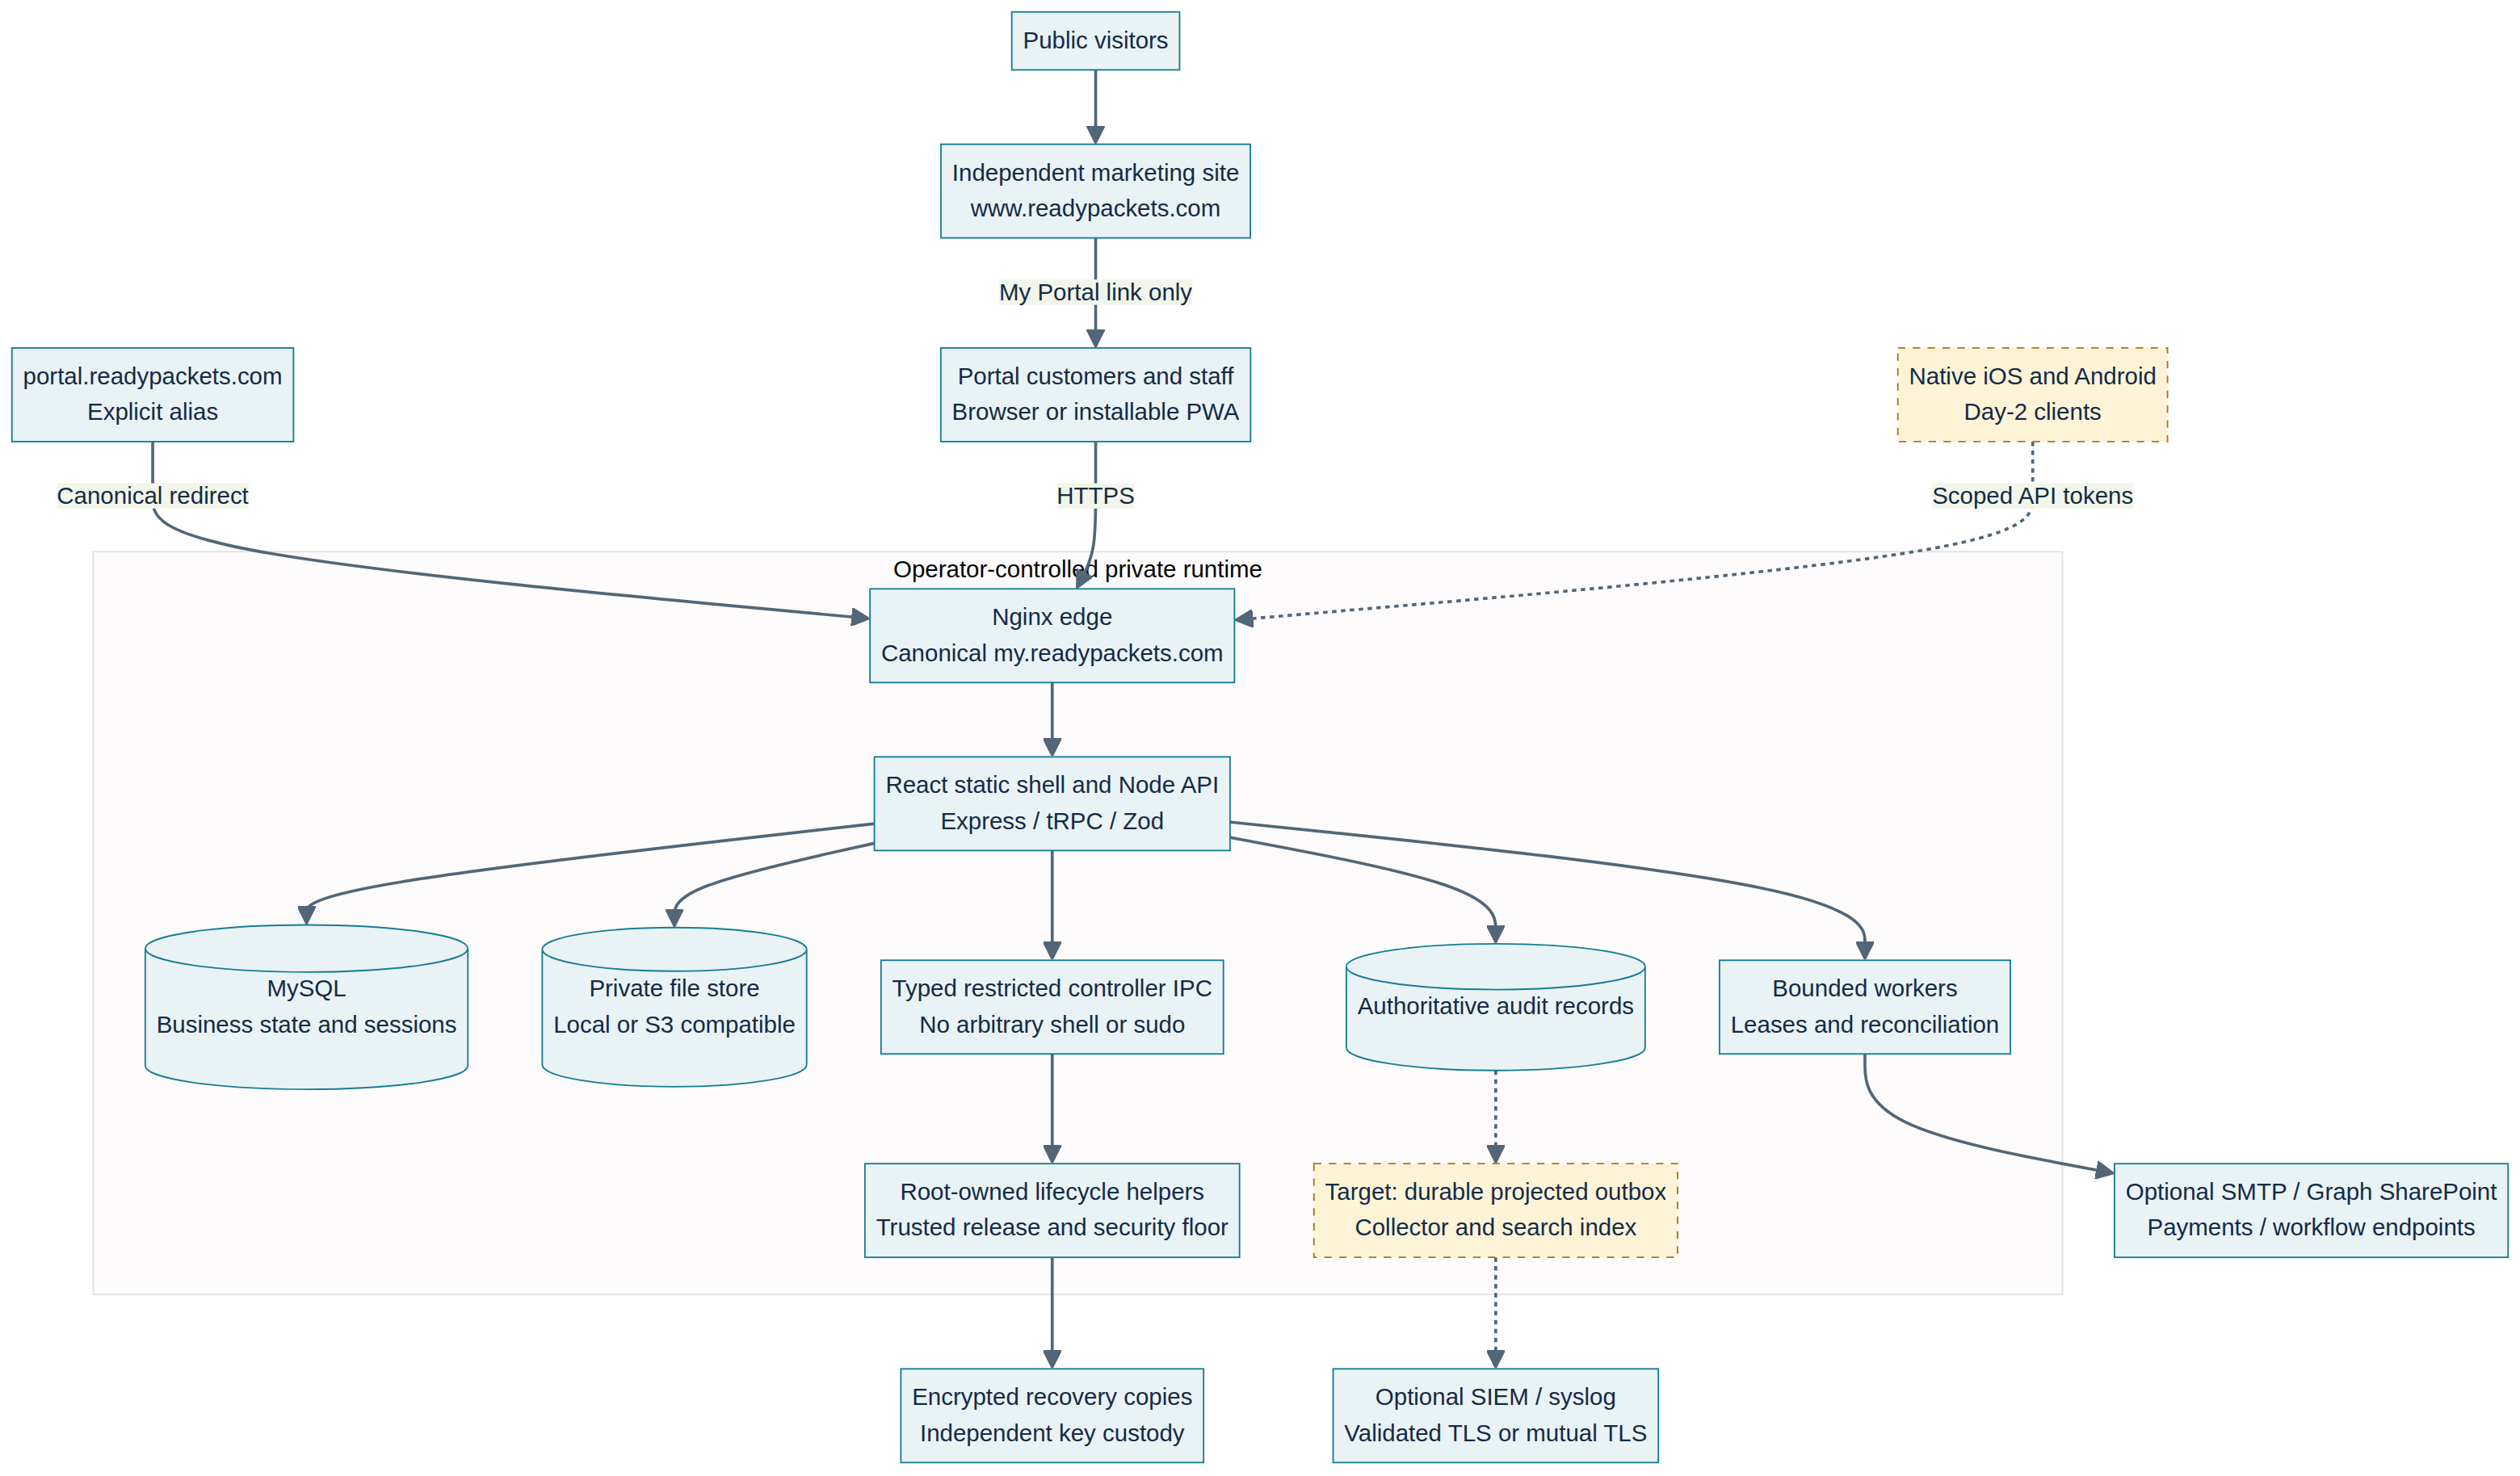 Public visitors
Independent marketing site
www.readypackets.com
My Portal link only
portal.readypackets.com
Explicit alias
Portal customers and staff
Browser or installable PWA
Native iOS and Android
Day-2 clients
Canonical redirect
HTTPS
Scoped API tokens
Operator-controlled private runtime
Nginx edge
Canonical my.readypackets.com
React static shell and Node API
Express / tRPC / Zod
MySQL
Business state and sessions
Private file store
Local or S3 compatible
Typed restricted controller IPC
No arbitrary shell or sudo
Authoritative audit records
Bounded workers
Leases and reconciliation
Root-owned lifecycle helpers
Trusted release and security floor
Target: durable projected outbox
Collector and search index
Optional SMTP / Graph SharePoint
Payments / workflow endpoints
Encrypted recovery copies
Independent key custody
Optional SIEM / syslog
Validated TLS or mutual TLS